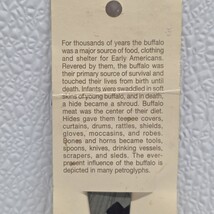 For thousands of years the buffalo
was a major source of food, clothing
and shelter for Early Americans.
Revered by them, the buffalo was
their primary source of survival and
touched their lives from birth until
death. Infants were swaddled in soft
skins of young buffalo, and in death,
a hide became a shroud. Buffalo
meat was the center of their diet.
Hides gave them teepee covers,
curtains, drums, rattles, shields,
gloves, moccasins, and robes.
Bones and horns became tools,
spoons, knives, drinking vessels,
scrapers, and sleds. The ever-
present influence of the buffalo is
depicted in many petroglyphs.